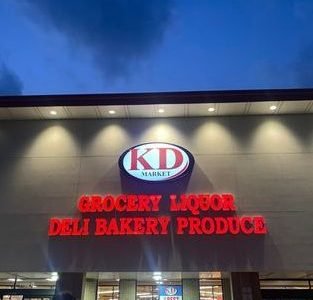 KD
MARKET
GROCERY LIQUOR
DELI BAKERY PRODUCE